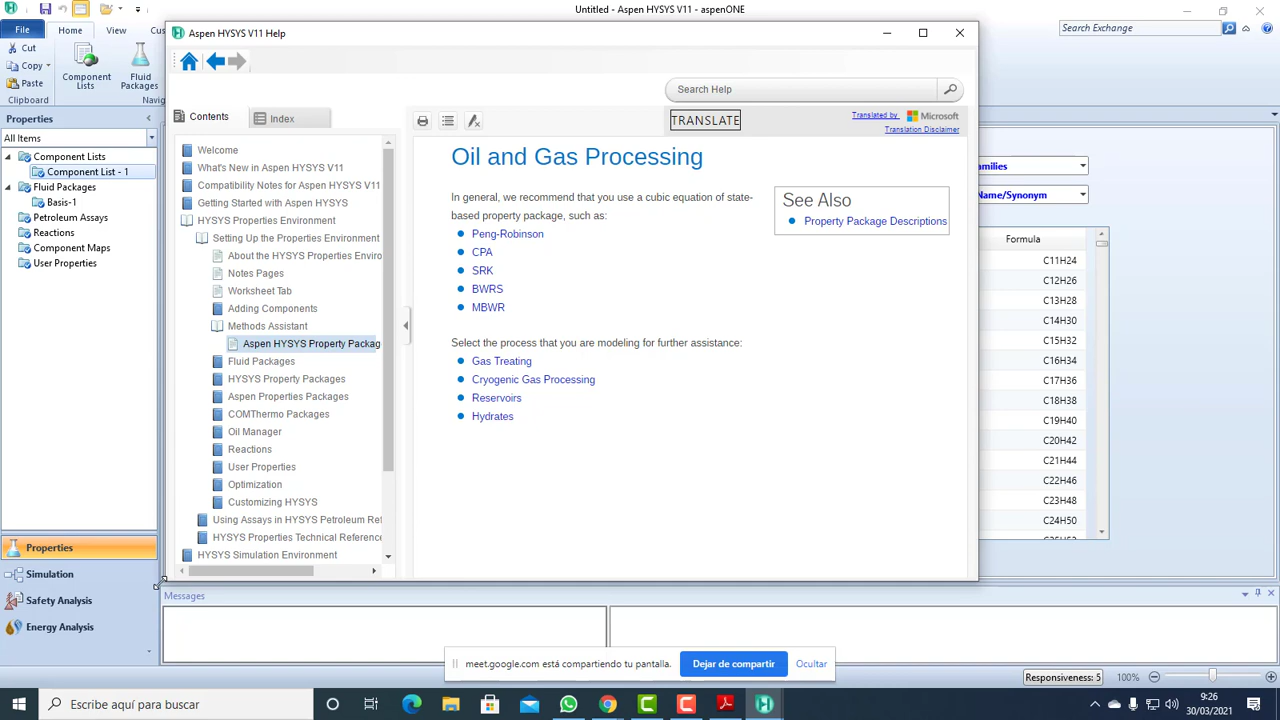 Untitled - Aspen HYSYS V11 - aspenONE
File
Home
View
Search Exchange
Cut
Copy
Paste
Clipboard
Component
Lists
Fluid
Packages
Navig
Properties
All Items
Component Lists
Component List - 1
Fluid Packages
Basis-1
Petroleum Assays
Reactions
Component Maps
User Properties
Properties
Simulation
Safety Analysis
Energy Analysis
Aspen HYSYS V11 Help
Search Help
Contents
Index
TRANSLATE
Translated by
Microsoft
Translation Disclaimer
Welcome
What's New in Aspen HYSYS V11
Compatibility Notes for Aspen HYSYS V11
Getting Started with Aspen HYSYS
HYSYS Properties Environment
Setting Up the Properties Environment
About the HYSYS Properties Enviro
Notes Pages
Worksheet Tab
Adding Components
Methods Assistant
Aspen HYSYS Property Packag
Fluid Packages
HYSYS Property Packages
Aspen Properties Packages
COMThermo Packages
Oil Manager
Reactions
User Properties
Optimization
Customizing HYSYS
Using Assays in HYSYS Petroleum Ref
HYSYS Properties Technical Reference
HYSYS Simulation Environment
Oil and Gas Processing
In general, we recommend that you use a cubic equation of state-
based property package, such as:
Peng-Robinson
CPA
SRK
BWRS
MBWR
Select the process that you are modeling for further assistance:
Gas Treating
Cryogenic Gas Processing
Reservoirs
Hydrates
See Also
Property Package Descriptions
amilies
Name/Synonym
Formula
C11H24
C12H26
C13H28
C14H30
C15H32
C16H34
C17H36
C18H38
C19H40
C20H42
C21H44
C22H46
C23H48
C24H50
Messages
meet.google.com está compartiendo tu pantalla.
Dejar de compartir
Ocultar
Responsiveness: 5
100%
Escribe aquí para buscar
9:26
30/03/2021